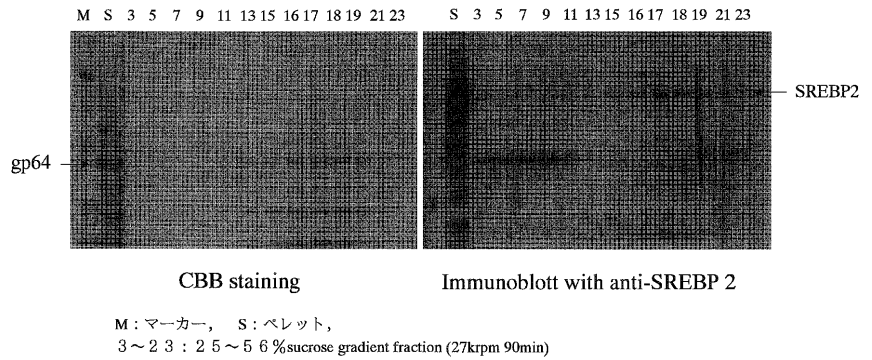 M S 3 5 7 9 11 13 15 16 17 18 19 21 23
S 3 5 7 9 11 13 15 16 17 18 19 21 23
SREBP2
gp64
CBB staining
Immunoblott with anti-SREBP 2
M：マーカー， S：ペレット，
３～２３：２５～５６％sucrose gradient fraction (27krpm 90min)